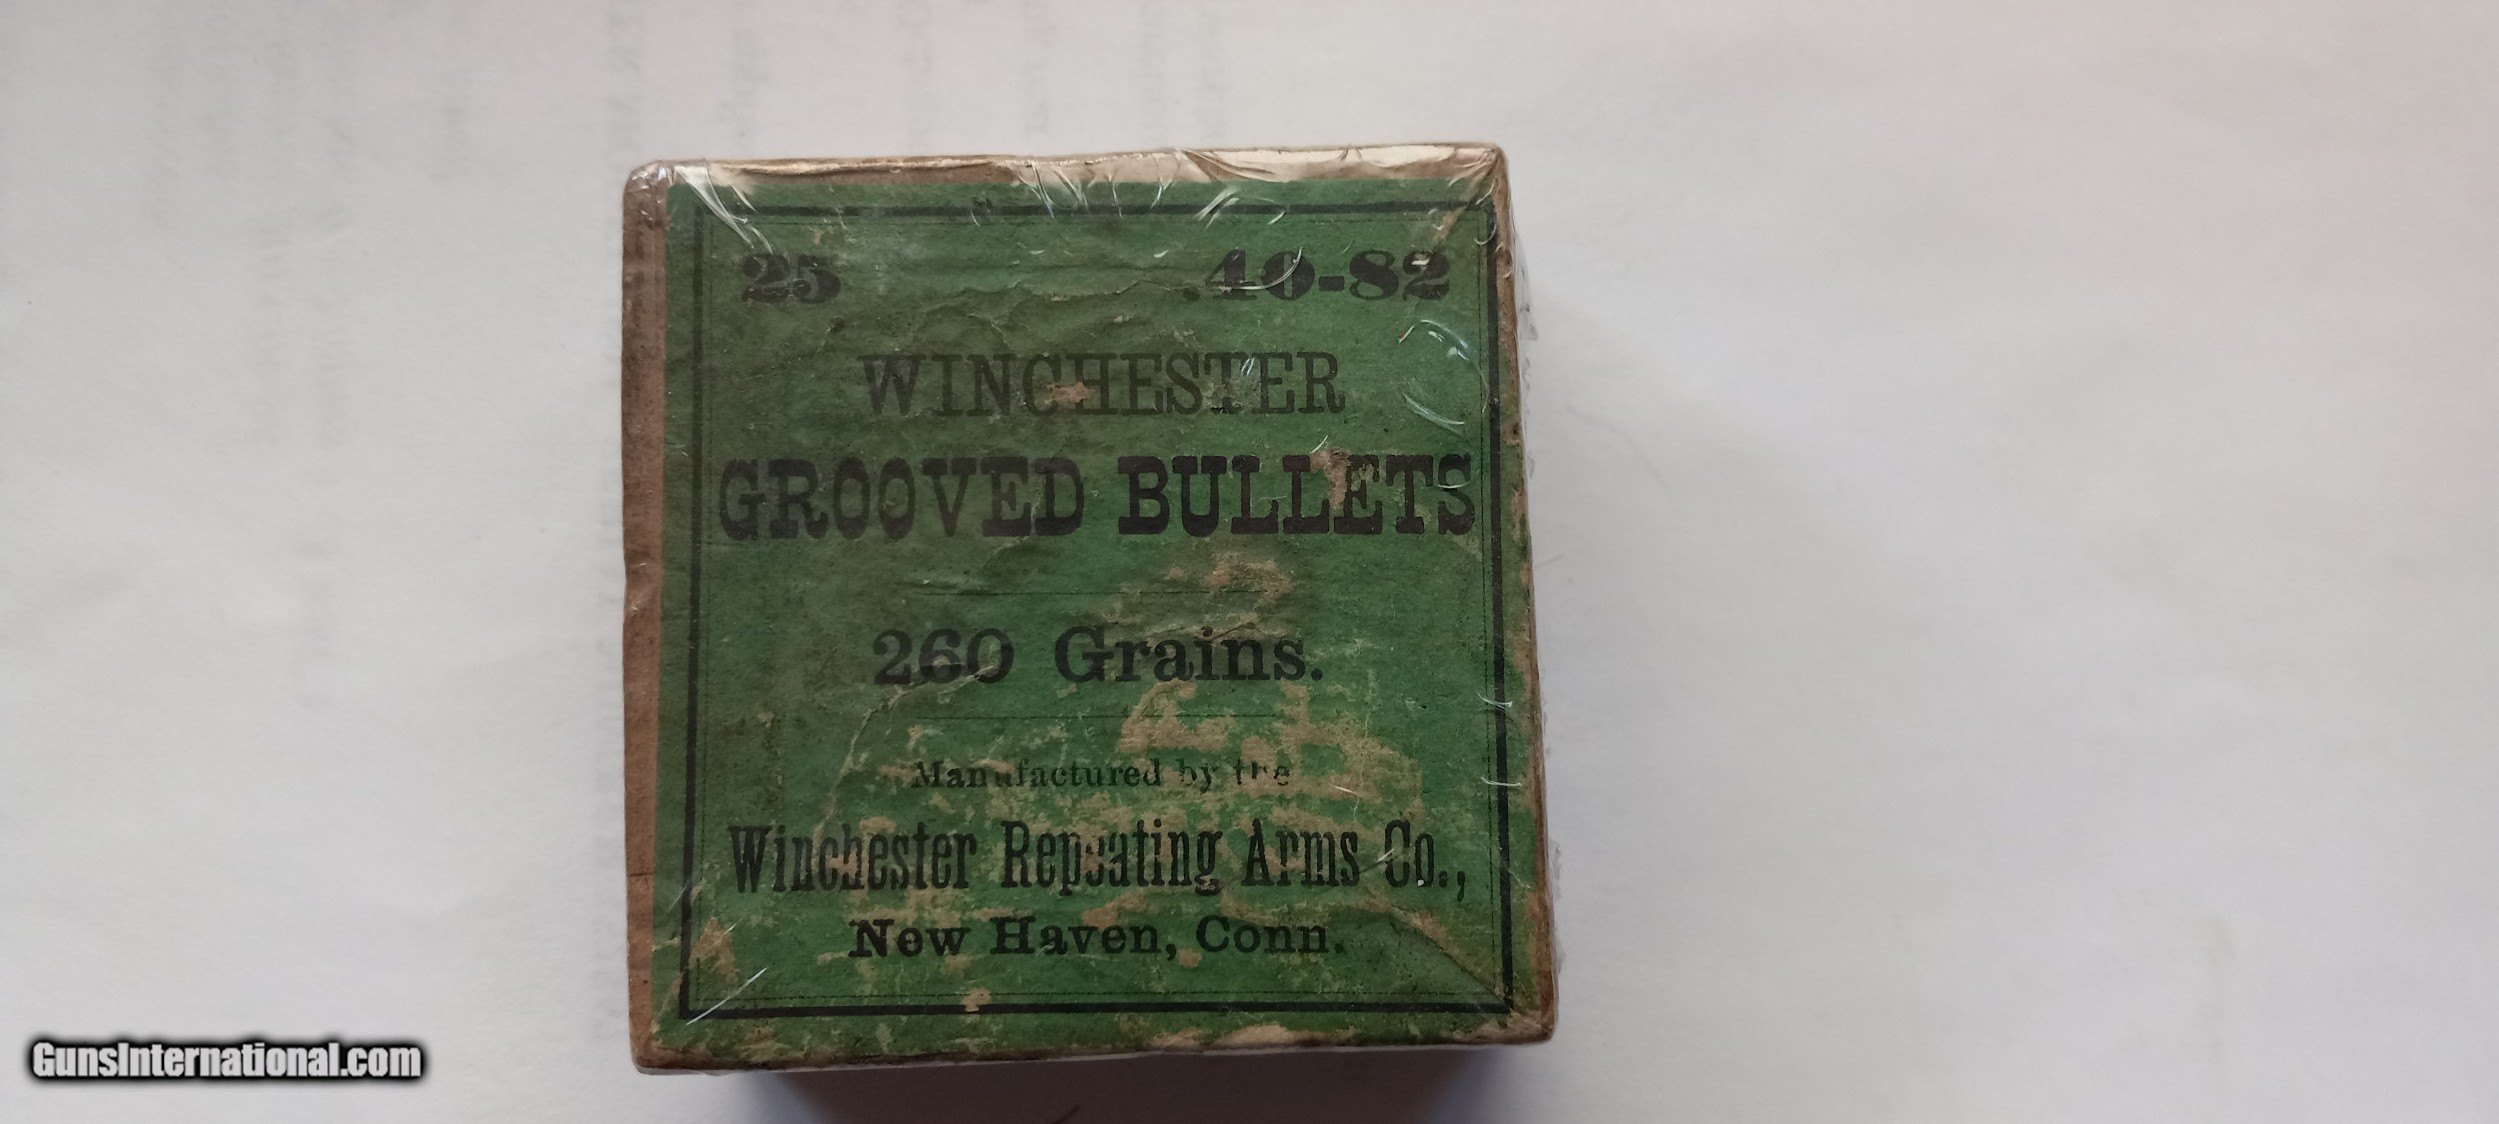 25 .40-82
WINCHESTER
GROOVED BULLETS
260 Grains.
Manufactured by the
Winchester Repeating Arms Co.,
New Haven, Conn.
GunsInternational.com